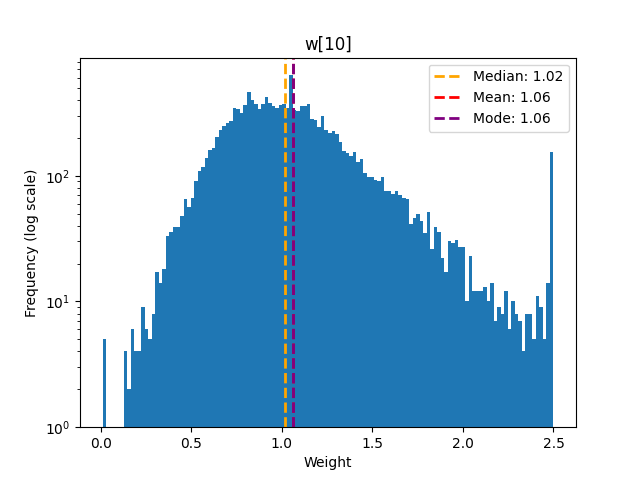 w[10]
Median: 1.02
Mean: 1.06
Mode: 1.06
Frequency (log scale)
10²
10¹
10⁰
0.0 0.5 1.0 1.5 2.0 2.5
Weight